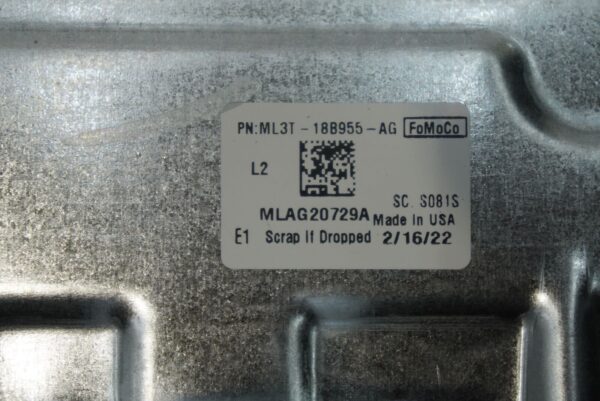 PN:ML3T-18B955-AG FoMoCo
L2
SC. S081S
MLAG20729A Made In USA
E1 Scrap If Dropped 2/16/22